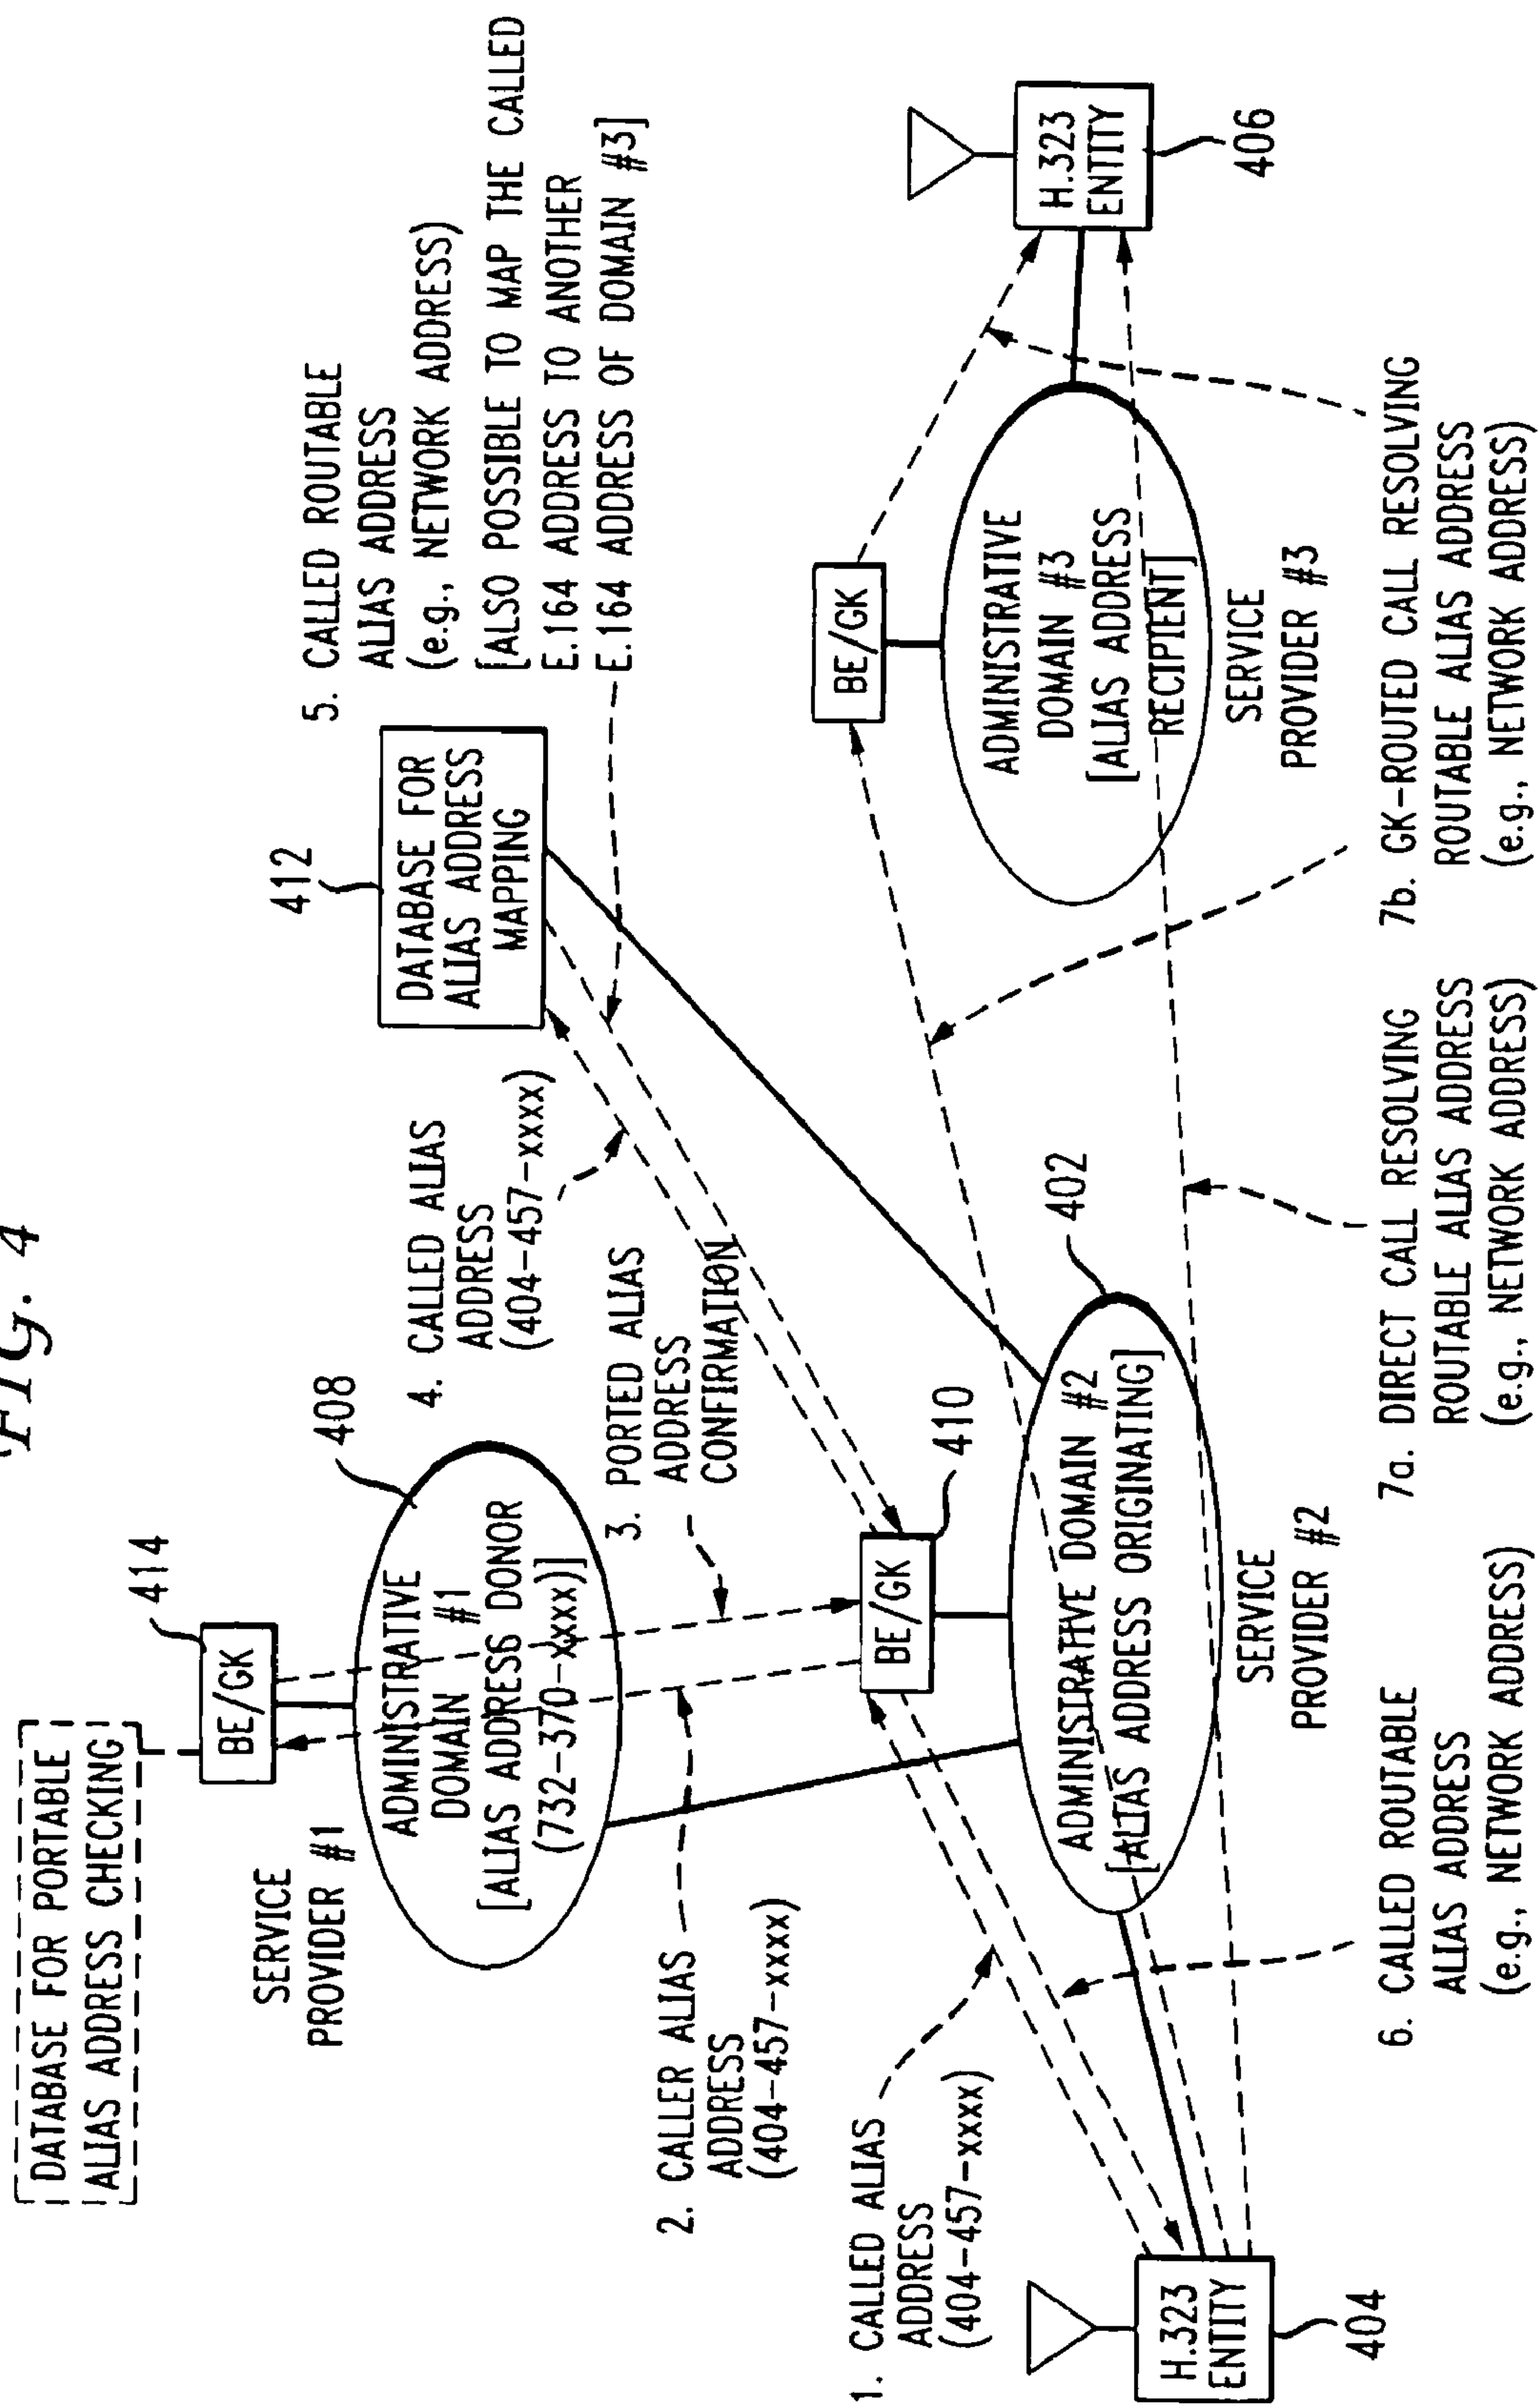 FIG. 4
DATABASE FOR PORTABLE
ALIAS ADDRESS CHECKING
414
BE/GK
SERVICE
PROVIDER #1
408
ADMINISTRATIVE
DOMAIN
#1
[ALIAS ADDRESS DONOR
(732-370-xxxx)]
412
DATABASE FOR
ALIAS ADDRESS
MAPPING
5. CALLED ROUTABLE
ALIAS ADDRESS
(e.g., NETWORK ADDRESS)
[ALSO POSSIBLE TO MAP THE CALLED
E.164 ADDRESS TO ANOTHER
E.164 ADDRESS OF DOMAIN #3]
4. CALLED ALIAS
ADDRESS
(404-457-xxxx)
3. PORTED ALIAS
ADDRESS
CONFIRMATION
2. CALLER ALIAS
ADDRESS
(404-457-xxxx)
1. CALLED ALIAS
ADDRESS
(404-457-xxxx)
BE/GK
410
402
ADMINISTRATIVE DOMAIN #2
[ALIAS ADDRESS ORIGINATING]
SERVICE
PROVIDER #2
BE/GK
ADMINISTRATIVE
DOMAIN #3
[ALIAS ADDRESS
RECIPIENT]
SERVICE
PROVIDER #3
H.323
ENTITY
404
H.323
ENTITY
406
6. CALLED ROUTABLE
ALIAS ADDRESS
(e.g., NETWORK ADDRESS)
7a. DIRECT CALL RESOLVING
ROUTABLE ALIAS ADDRESS
(e.g., NETWORK ADDRESS)
7b. GK-ROUTED CALL RESOLVING
ROUTABLE ALIAS ADDRESS
(e.g., NETWORK ADDRESS)